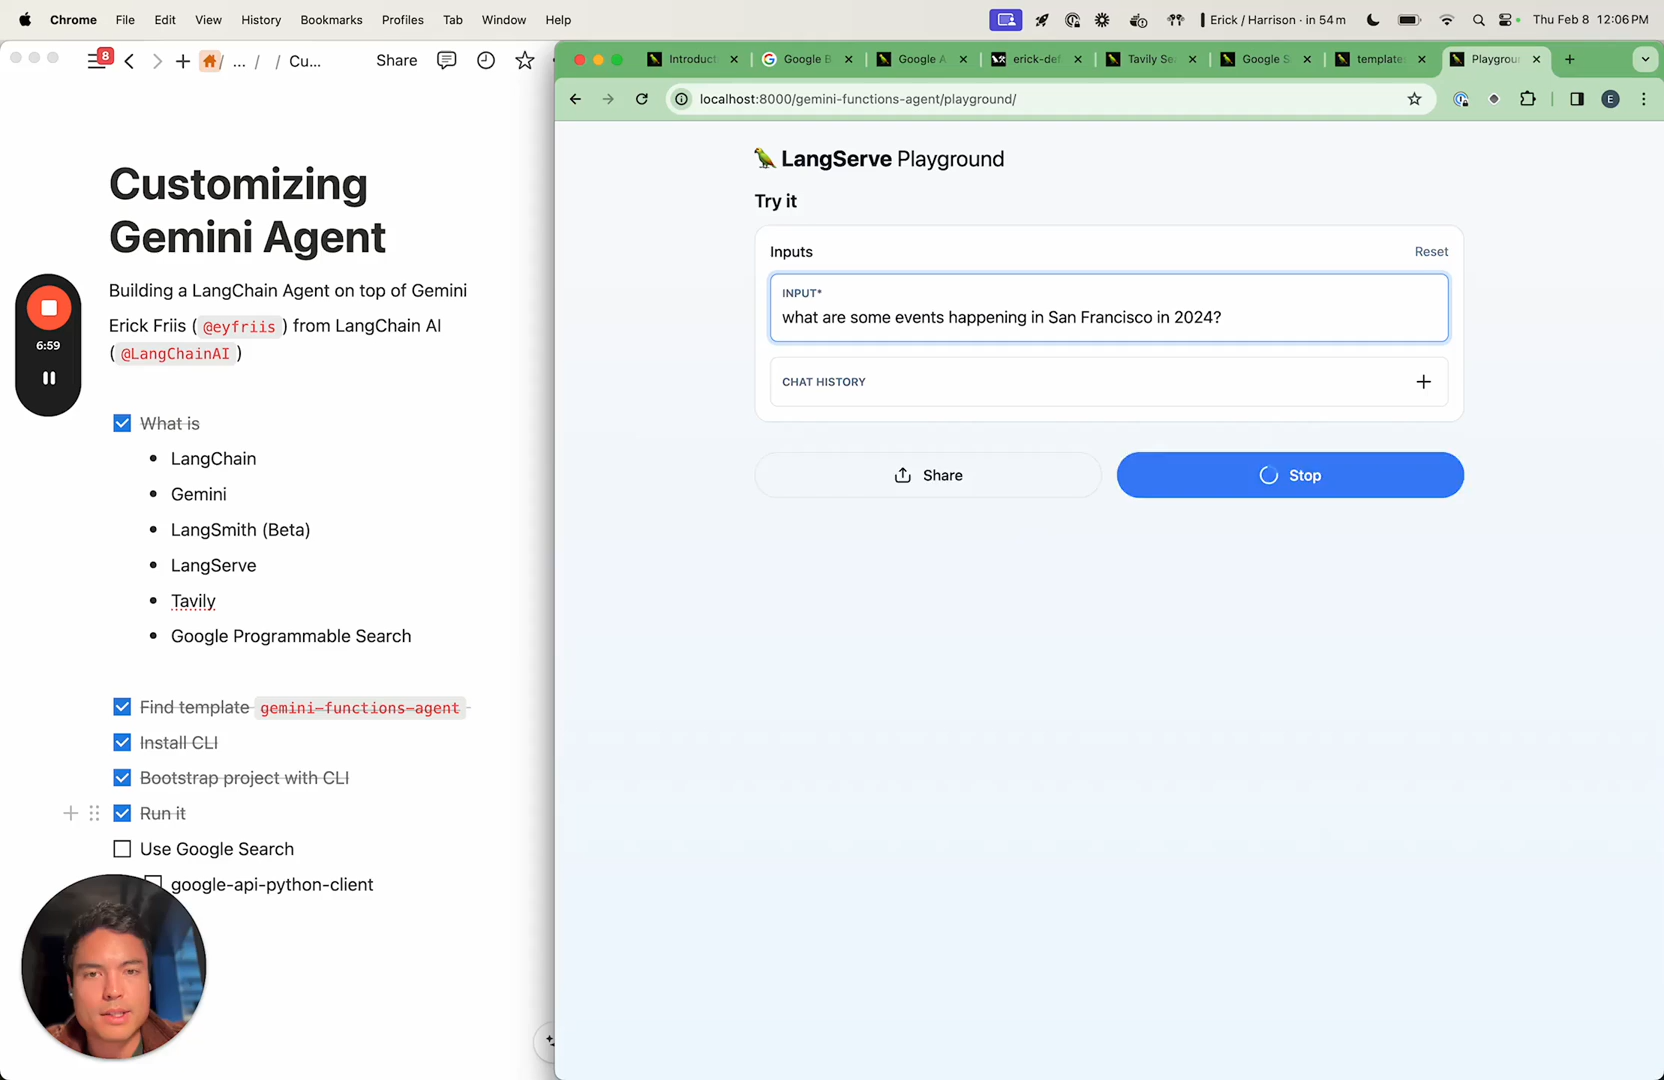 Chrome File Edit View History Bookmarks Profiles Tab Window Help
Erick / Harrison · in 54 m
Thu Feb 8 12:06 PM
8
/ ... / / Cu...
Share
Customizing
Gemini Agent
Building a LangChain Agent on top of Gemini
Erick Friis ( @eyfriis ) from LangChain AI
( @LangChainAI )
6:59
What is
LangChain
Gemini
LangSmith (Beta)
LangServe
Tavily
Google Programmable Search
Find template gemini-functions-agent
Install CLI
Bootstrap project with CLI
Run it
Use Google Search
google-api-python-client
Introduct
Google B
Google A
erick-def
Tavily Se
Google S
templates
Playgroun
localhost:8000/gemini-functions-agent/playground/
E
LangServe Playground
Try it
Inputs
Reset
INPUT*
what are some events happening in San Francisco in 2024?
CHAT HISTORY
Share
Stop